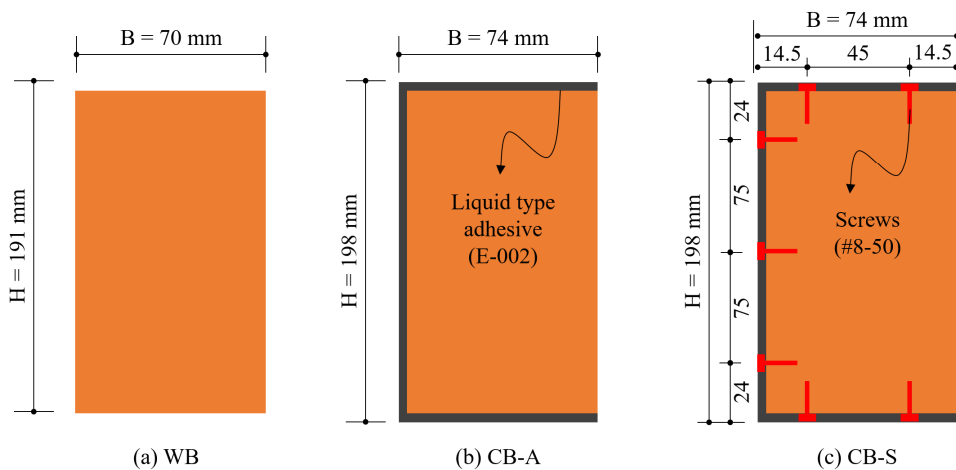 B = 70 mm
H = 191 mm
(a) WB
B = 74 mm
H = 198 mm
Liquid type
adhesive
(E-002)
(b) CB-A
B = 74 mm
14.5
45
14.5
H = 198 mm
24
75
75
24
Screws
(#8-50)
(c) CB-S